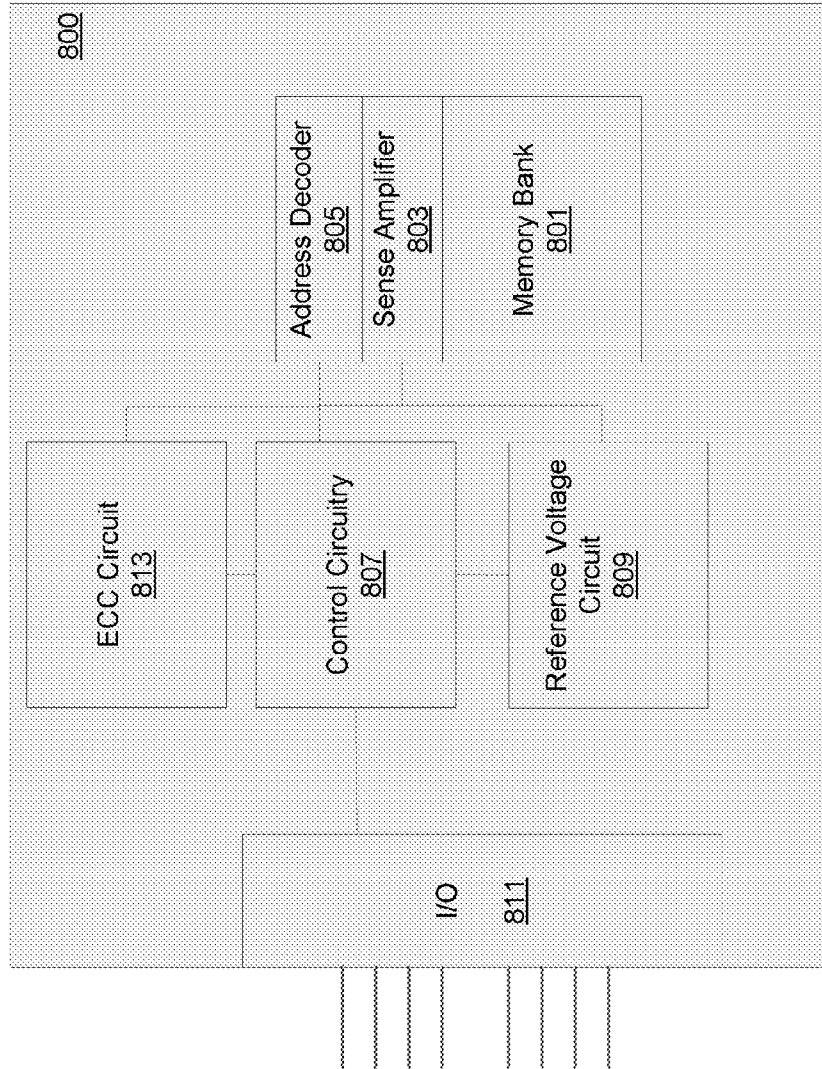 800
ECC Circuit
813
Address Decoder
805
Sense Amplifier
803
Memory Bank
801
Control Circuitry
807
Reference Voltage
Circuit
809
I/O
811